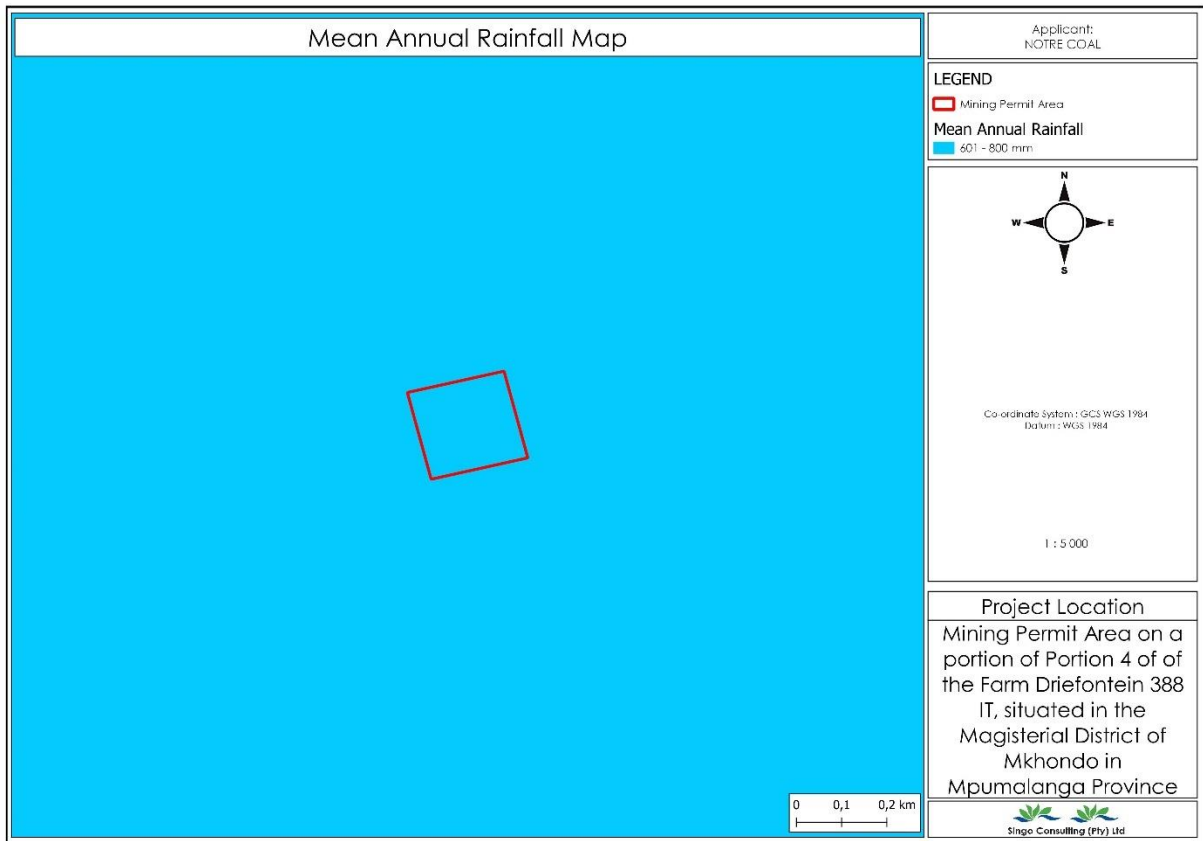 Mean Annual Rainfall Map
Applicant:
NOTRE COAL
LEGEND
Mining Permit Area
Mean Annual Rainfall
601 - 800 mm
N
W E
S
Co-ordinate System : GCS WGS 1984
Datum : WGS 1984
1 : 5 000
Project Location
Mining Permit Area on a
portion of Portion 4 of of
the Farm Driefontein 388
IT, situated in the
Magisterial District of
Mkhondo in
Mpumalanga Province
0 0,1 0,2 km
Singo Consulting (Pty) Ltd